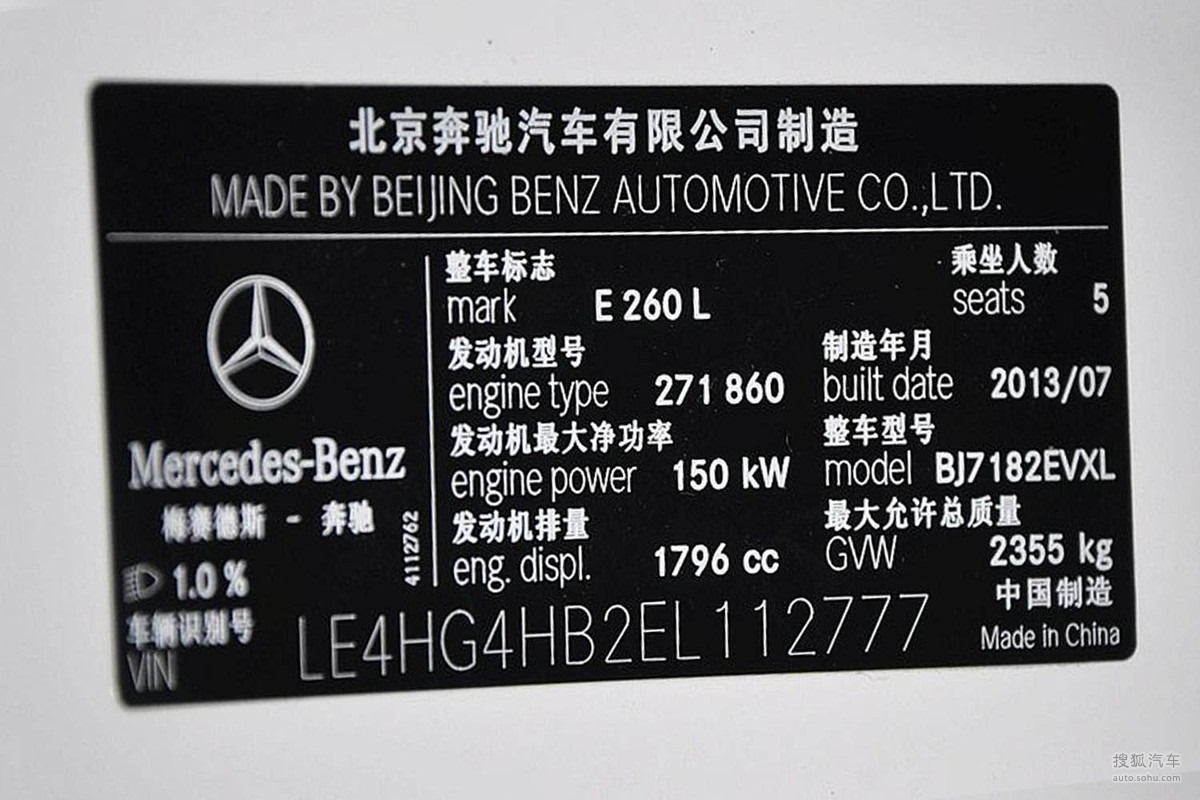 北京奔驰汽车有限公司制造
MADE BY BEIJING BENZ AUTOMOTIVE CO.,LTD.
Mercedes-Benz
梅赛德斯 - 奔驰
1.0 %
4112762
整车标志
mark E 260 L
乘坐人数
seats 5
发动机型号
engine type 271 860
制造年月
built date 2013/07
发动机最大净功率
engine power 150 kW
整车型号
model BJ7182EVXL
发动机排量
eng. displ. 1796 cc
最大允许总质量
GVW 2355 kg
中国制造
Made in China
车辆识别号
VIN LE4HG4HB2EL112777
搜狐汽车
auto.sohu.com